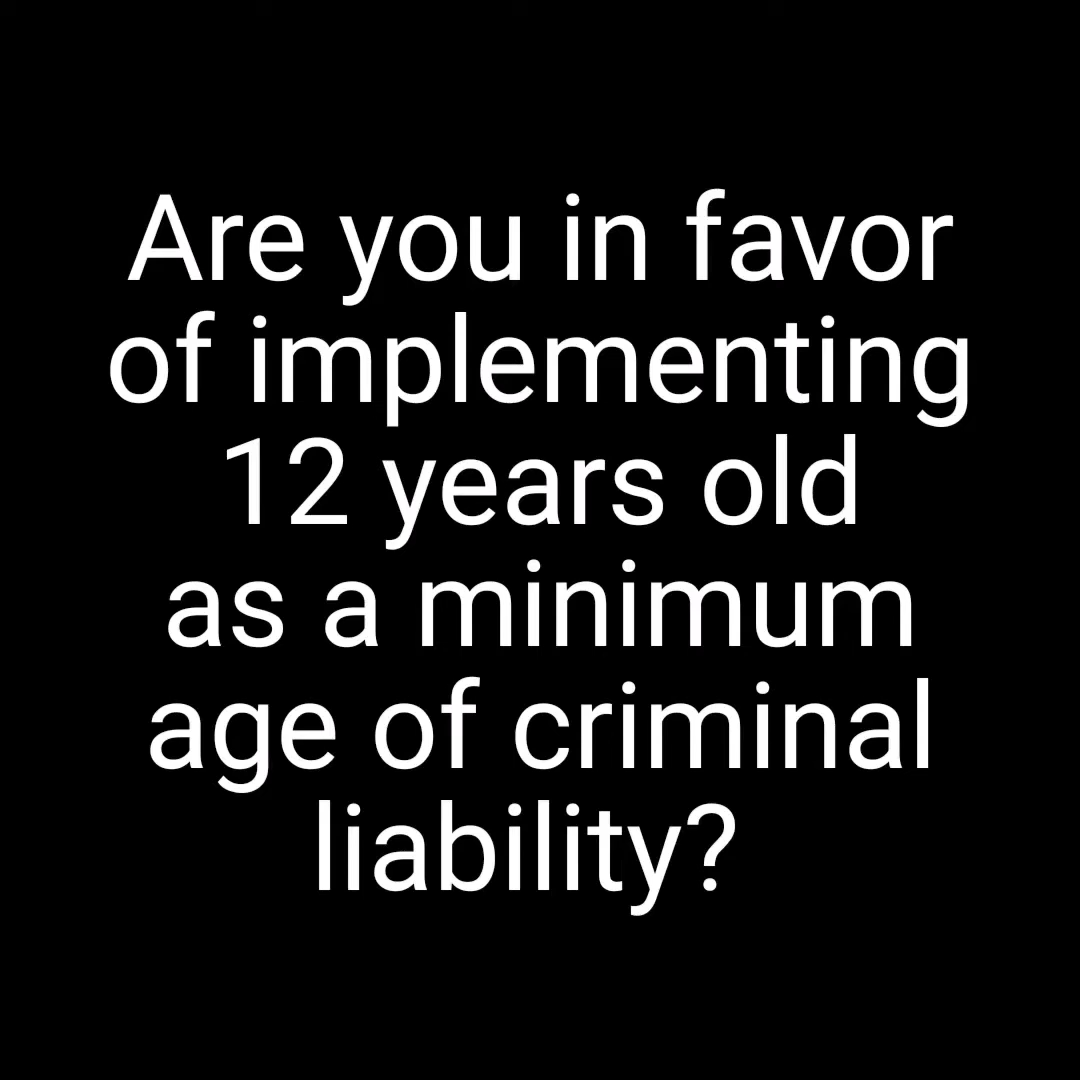 Are you in favor
of implementing
12 years old
as a minimum
age of criminal
liability?